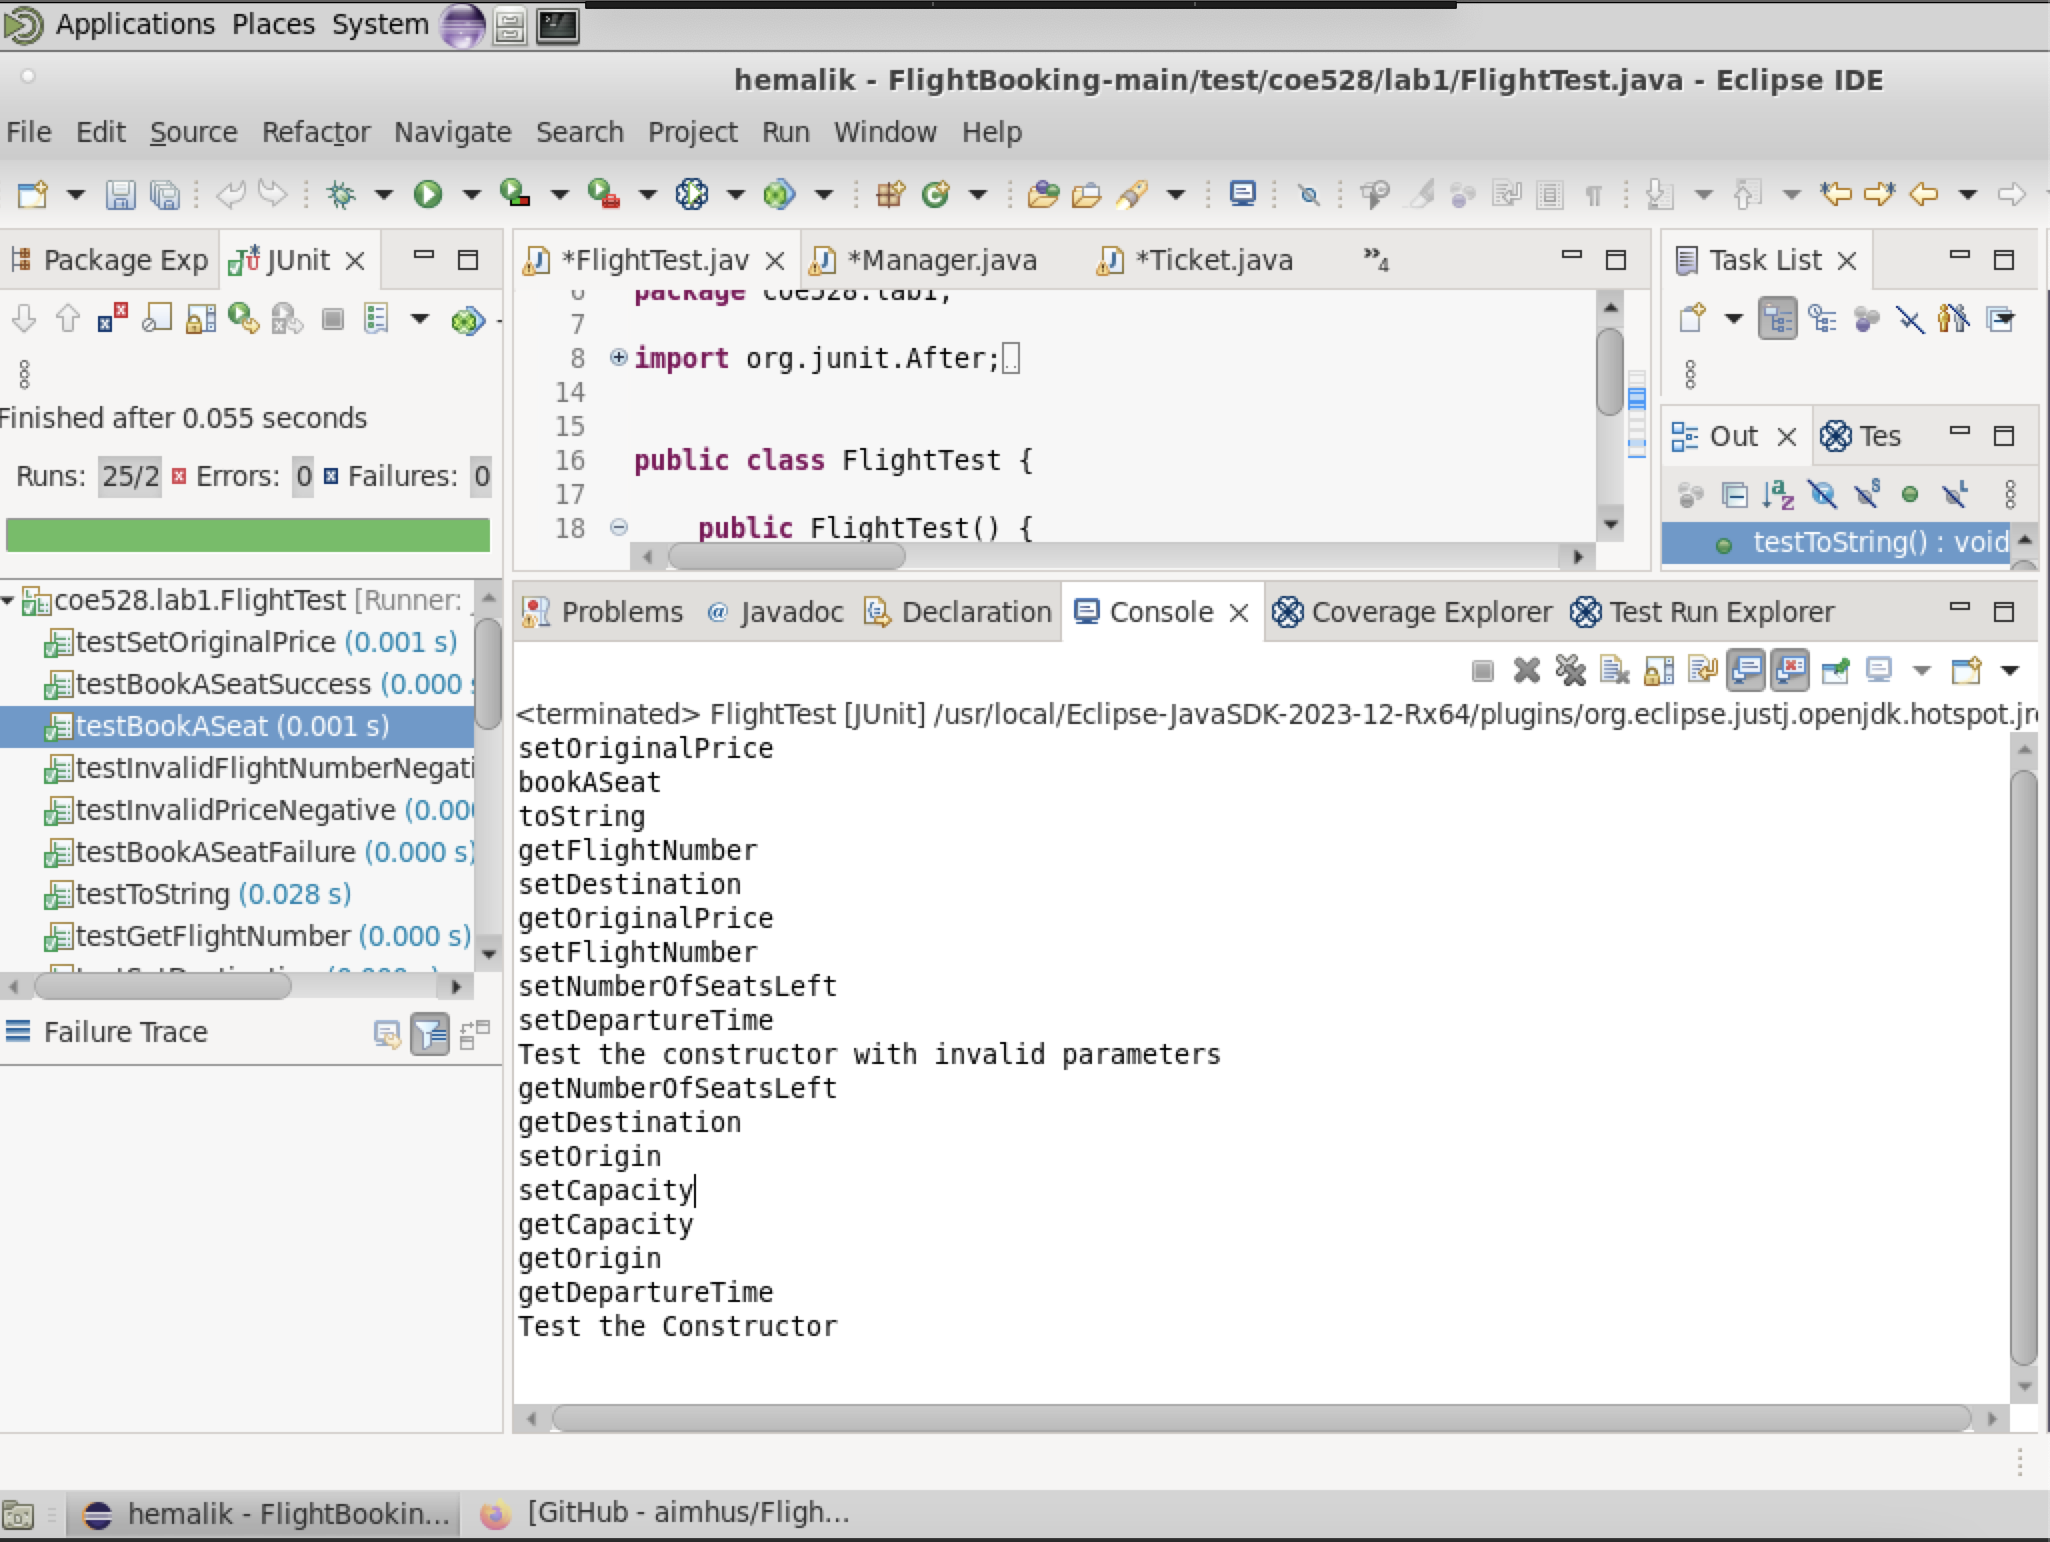 Applications Places System
hemalik - FlightBooking-main/test/coe528/lab1/FlightTest.java - Eclipse IDE
File Edit Source Refactor Navigate Search Project Run Window Help
Package Exp
JUnit
Finished after 0.055 seconds
Runs: 25/2 Errors: 0 Failures: 0
coe528.lab1.FlightTest [Runner:
testSetOriginalPrice (0.001 s)
testBookASeatSuccess (0.000 s
testBookASeat (0.001 s)
testInvalidFlightNumberNegati
testInvalidPriceNegative (0.00
testBookASeatFailure (0.000 s)
testToString (0.028 s)
testGetFlightNumber (0.000 s)
Failure Trace
*FlightTest.jav *Manager.java *Ticket.java »4
6 package coe528.lab1;
7
8 import org.junit.After;
14
15
16 public class FlightTest {
17
18 public FlightTest() {
Task List
Out Tes
testToString() : void
Problems @ Javadoc Declaration Console Coverage Explorer Test Run Explorer
<terminated> FlightTest [JUnit] /usr/local/Eclipse-JavaSDK-2023-12-Rx64/plugins/org.eclipse.justj.openjdk.hotspot.jr
setOriginalPrice
bookASeat
toString
getFlightNumber
setDestination
getOriginalPrice
setFlightNumber
setNumberOfSeatsLeft
setDepartureTime
Test the constructor with invalid parameters
getNumberOfSeatsLeft
getDestination
setOrigin
setCapacity
getCapacity
getOrigin
getDepartureTime
Test the Constructor
hemalik - FlightBookin...
[GitHub - aimhus/Fligh...